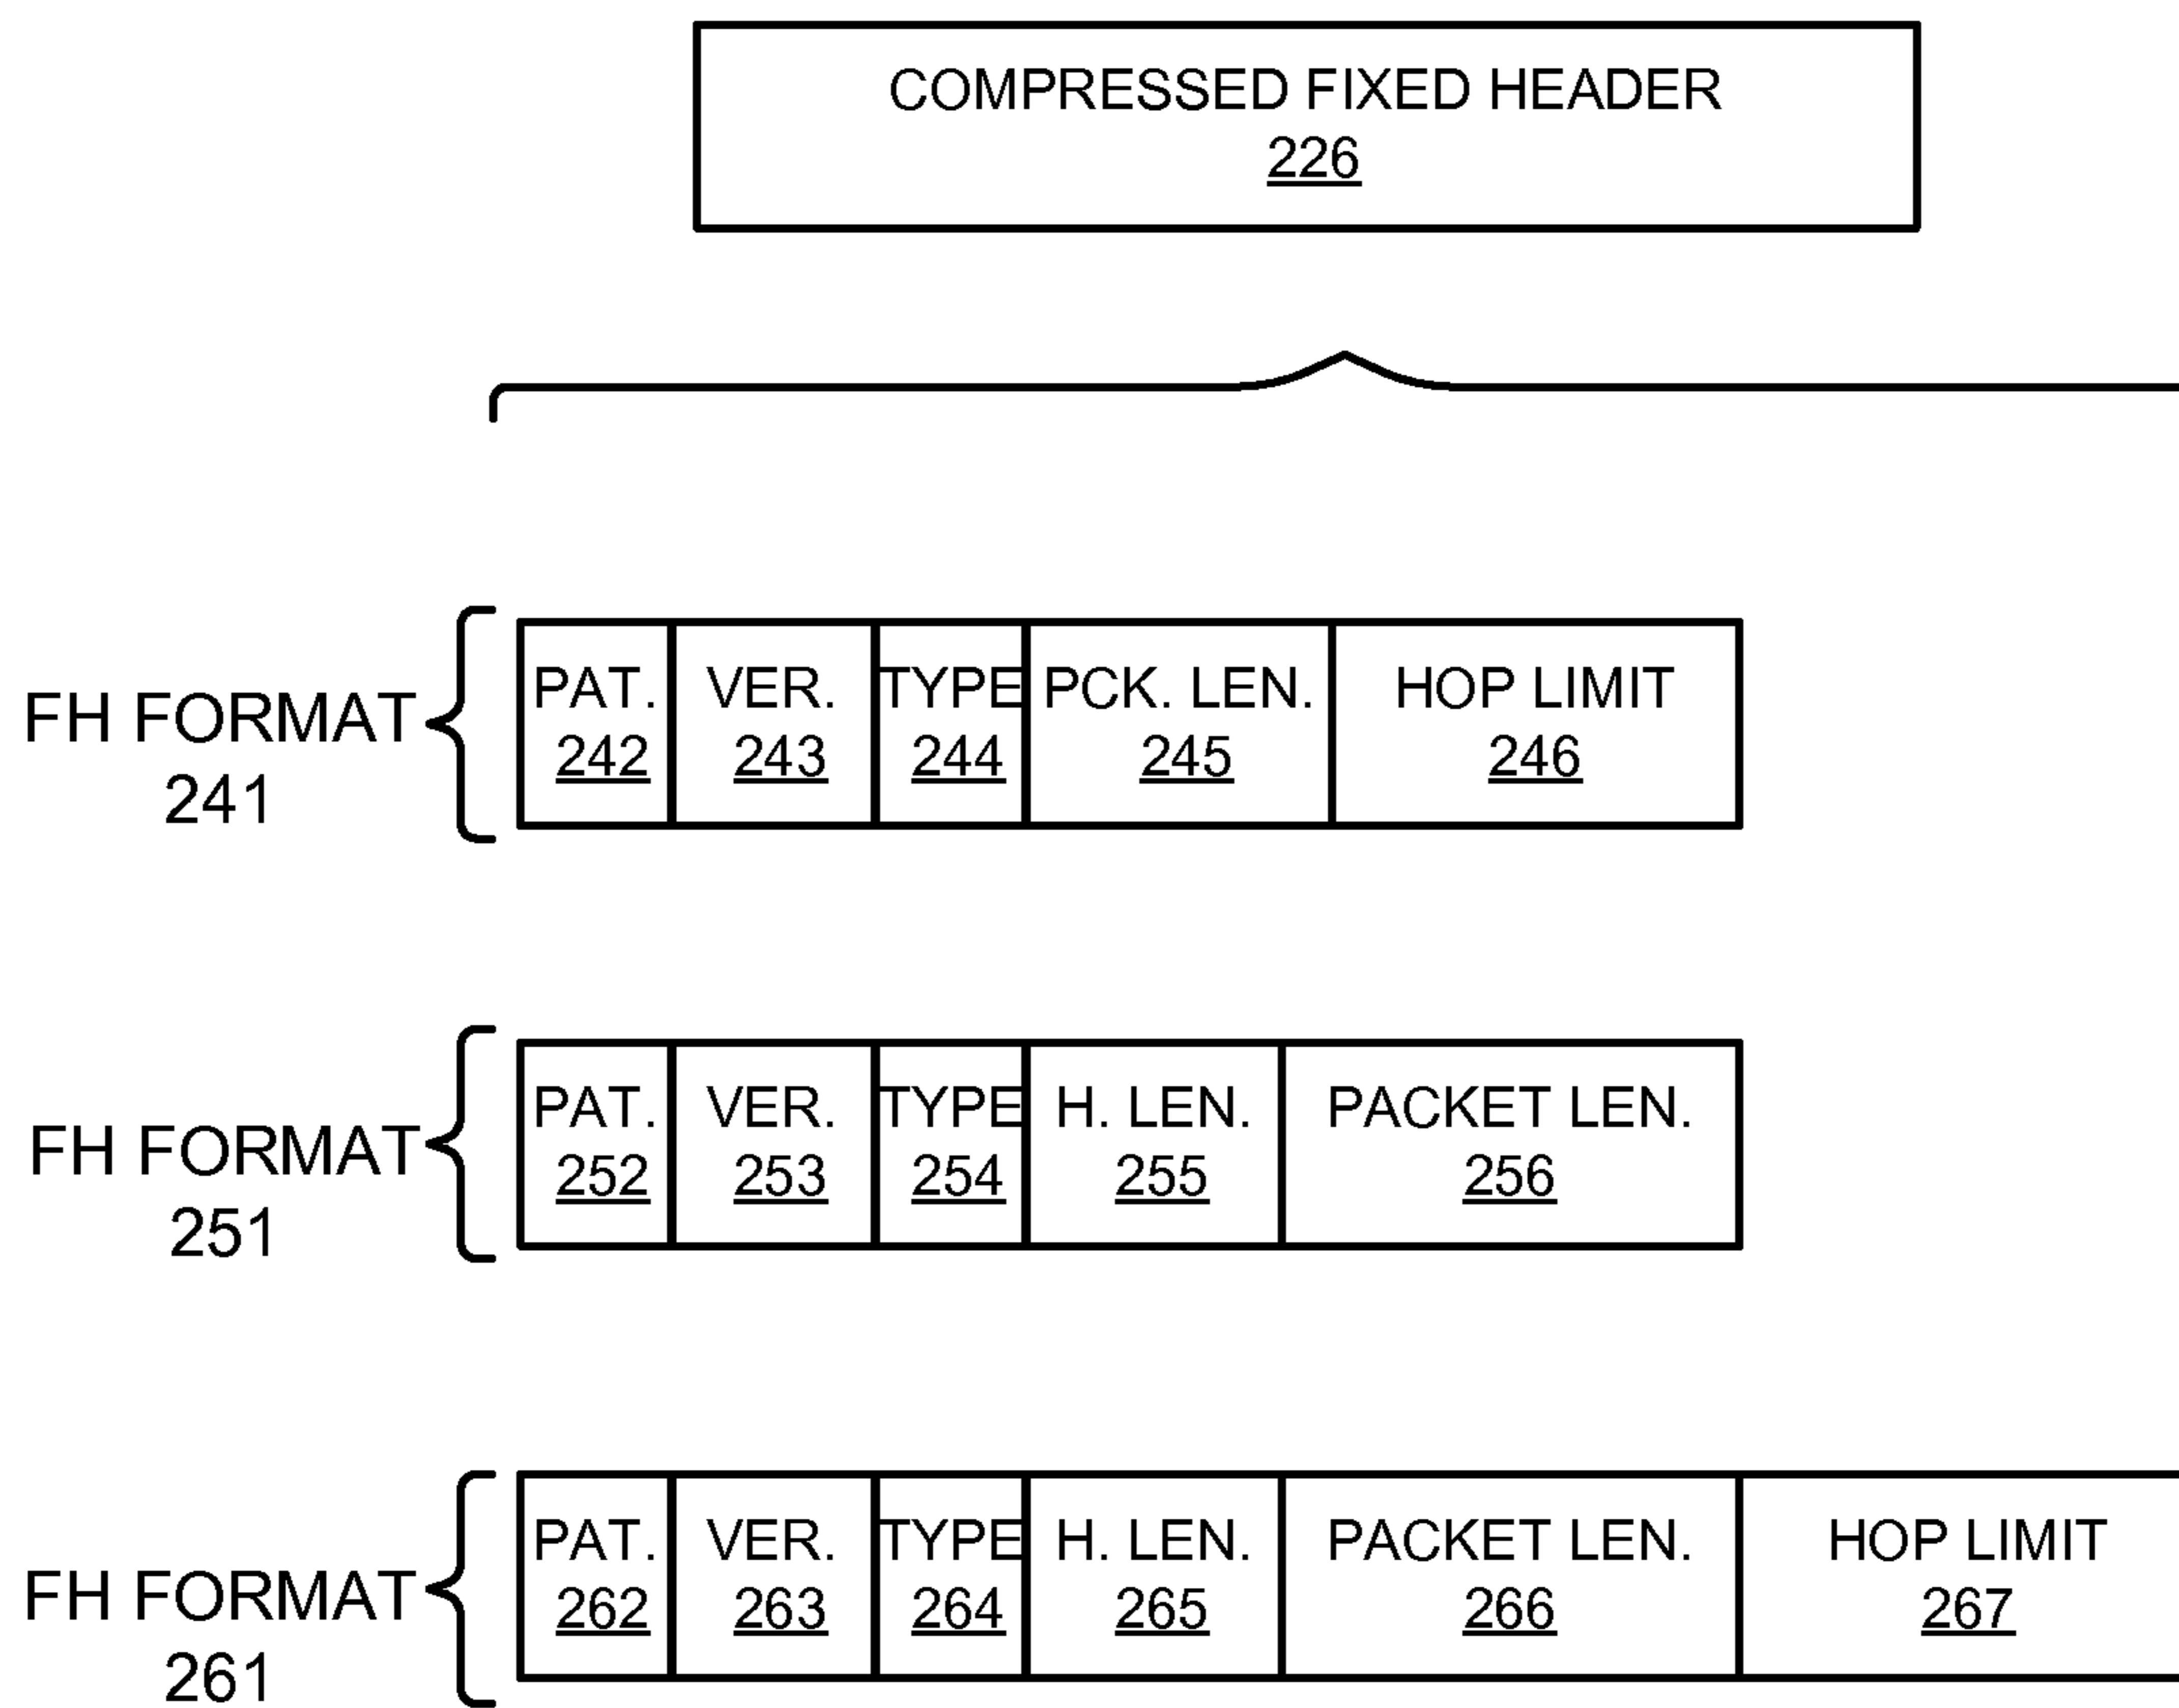 COMPRESSED FIXED HEADER
226
FH FORMAT
241
PAT. VER. TYPE PCK. LEN. HOP LIMIT
242 243 244 245 246
FH FORMAT
251
PAT. VER. TYPE H. LEN. PACKET LEN.
252 253 254 255 256
FH FORMAT
261
PAT. VER. TYPE H. LEN. PACKET LEN. HOP LIMIT
262 263 264 265 266 267